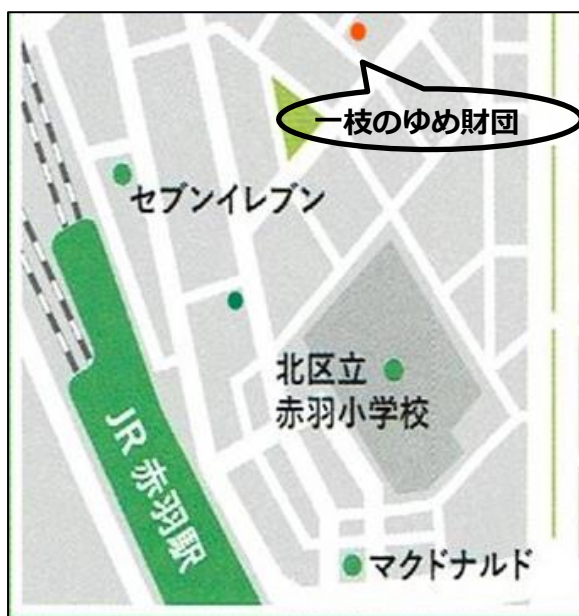 一枝のゆめ財団
セブンイレブン
北区立
赤羽小学校
JR 赤羽駅
マクドナルド